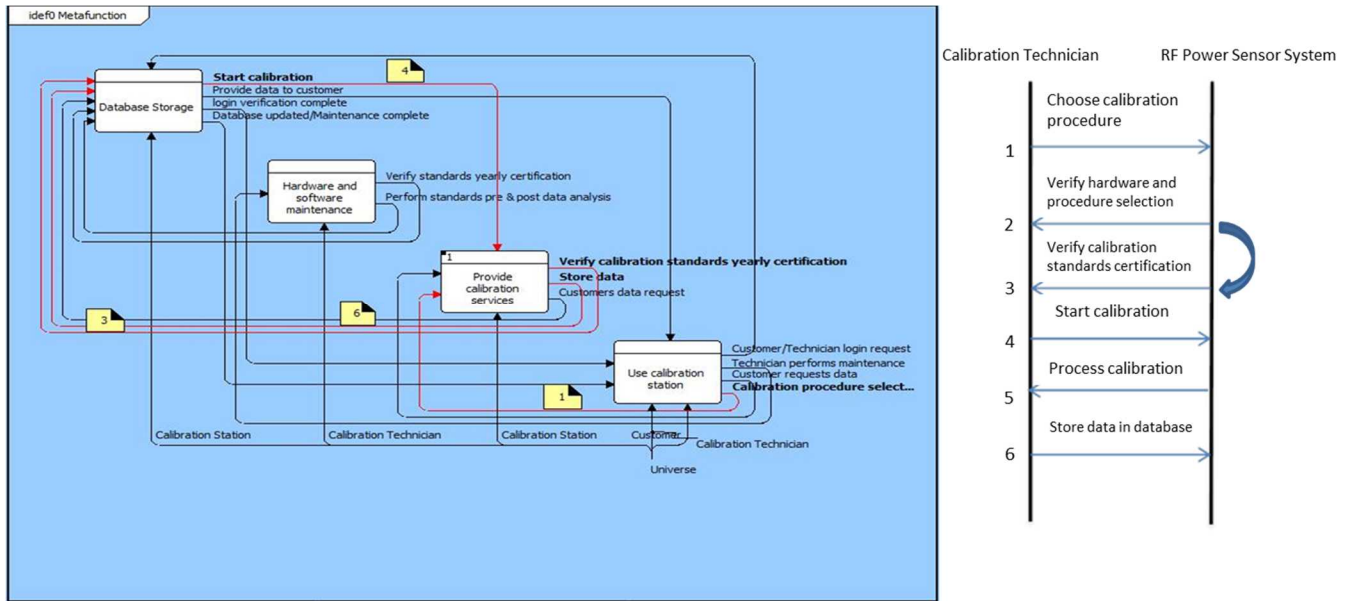 idef0 Metafunction
Start calibration
Provide data to customer
login verification complete
Database updated/Maintenance complete
Database Storage
4
Hardware and
software
maintenance
Verify standards yearly certification
Perform standards pre & post data analysis
1
Provide
calibration
services
Verify calibration standards yearly certification
Store data
Customers data request
3
6
Use calibration
station
Customer/Technician login request
Technician performs maintenance
Customer requests data
Calibration procedure select...
1
Calibration Station
Calibration Technician
Calibration Station
Customer
Calibration Technician
Universe
Calibration Technician
RF Power Sensor System
Choose calibration
procedure
1
Verify hardware and
procedure selection
2
Verify calibration
standards certification
3
Start calibration
4
Process calibration
5
Store data in database
6